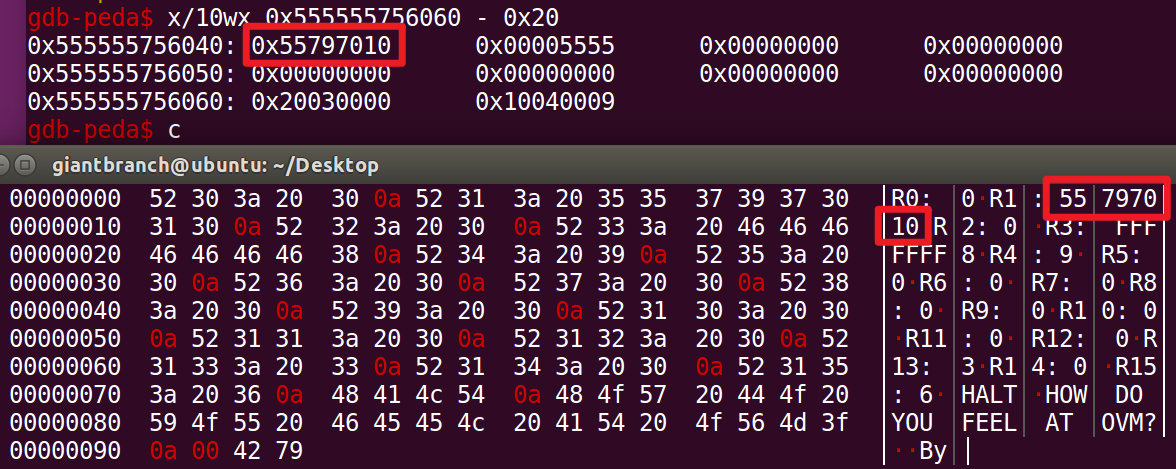 gdb-peda$ x/10wx 0x555555756060 - 0x20
0x555555756040: 0x55797010 0x00005555 0x00000000 0x00000000
0x555555756050: 0x00000000 0x00000000 0x00000000 0x00000000
0x555555756060: 0x20030000 0x10040009
gdb-peda$ c
giantbranch@ubuntu: ~/Desktop
00000000 52 30 3a 20 30 0a 52 31 3a 20 35 35 37 39 37 30 │R0: │0·R1│: 55│7970│
00000010 31 30 0a 52 32 3a 20 30 0a 52 33 3a 20 46 46 46 │10·R│2: 0│·R3:│ FFF│
00000020 46 46 46 46 38 0a 52 34 3a 20 39 0a 52 35 3a 20 │FFFF│8·R4│: 9·│R5: │
00000030 30 0a 52 36 3a 20 30 0a 52 37 3a 20 30 0a 52 38 │0·R6│: 0·│R7: │0·R8│
00000040 3a 20 30 0a 52 39 3a 20 30 0a 52 31 30 3a 20 30 │: 0·│R9: │0·R1│0: 0│
00000050 0a 52 31 31 3a 20 30 0a 52 31 32 3a 20 30 0a 52 │·R11│: 0·│R12:│ 0·R│
00000060 31 33 3a 20 33 0a 52 31 34 3a 20 30 0a 52 31 35 │13: │3·R1│4: 0│·R15│
00000070 3a 20 36 0a 48 41 4c 54 0a 48 4f 57 20 44 4f 20 │: 6·│HALT│·HOW│ DO │
00000080 59 4f 55 20 46 45 45 4c 20 41 54 20 4f 56 4d 3f │YOU │FEEL│ AT │OVM?│
00000090 0a 00 42 79 │··By│